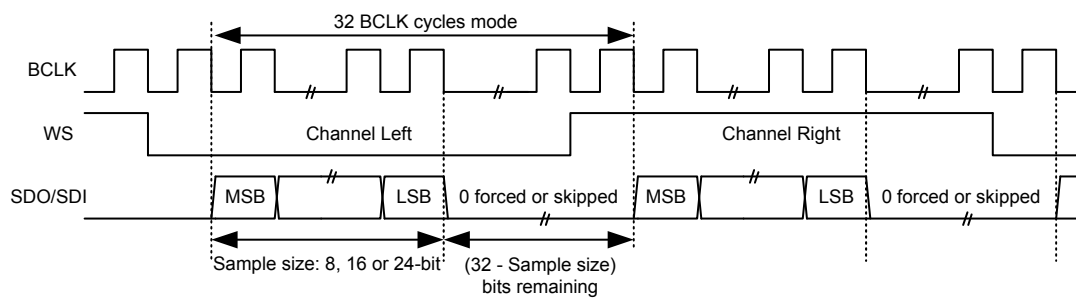 32 BCLK cycles mode
BCLK
WS
Channel Left
Channel Right
SDO/SDI
MSB
LSB
0 forced or skipped
MSB
LSB
0 forced or skipped
Sample size: 8, 16 or 24-bit
(32 - Sample size)
bits remaining